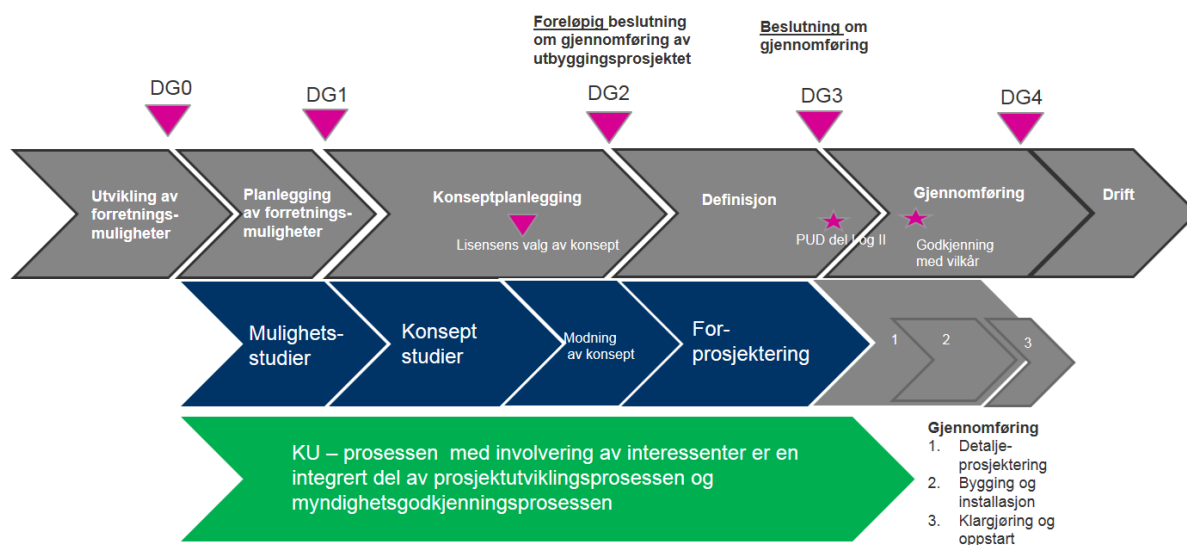 Foreløpig beslutning
om gjennomføring av
utbyggingsprosjektet
Beslutning om
gjennomføring
DG0
DG1
DG2
DG3
DG4
Utvikling av
forretnings-
muligheter
Planlegging
av forretnings-
muligheter
Konseptplanlegging
Lisensens valg av konsept
Definisjon
PUD del I og II
Gjennomføring
Godkjenning
med vilkår
Drift
Mulighets-
studier
Konsept
studier
Modning
av konsept
For-
prosjektering
1
2
3
KU – prosessen med involvering av interessenter er en
integrert del av prosjektutviklingsprosessen og
myndighetsgodkjenningsprosessen
Gjennomføring
1. Detalje-
prosjektering
2. Bygging og
installasjon
3. Klargjøring og
oppstart